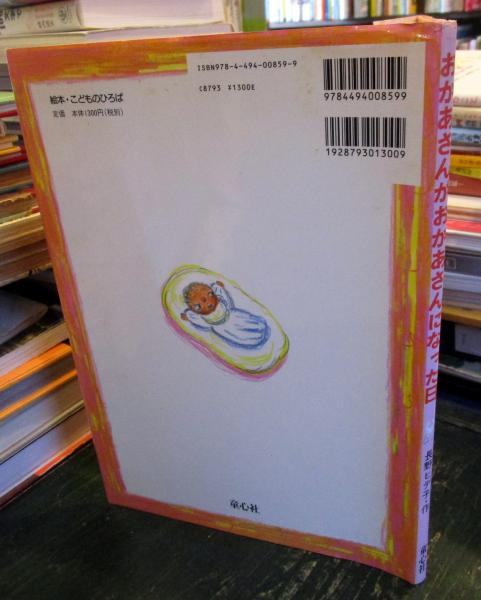 ISBN978-4-494-00859-9
C8793 ¥1300E
絵本・こどものひろば
定価 本体1300円(税別)
9784494008599
1928793013009
童心社
おかあさんがおかあさんになった日
長野ヒデ子・作
童心社